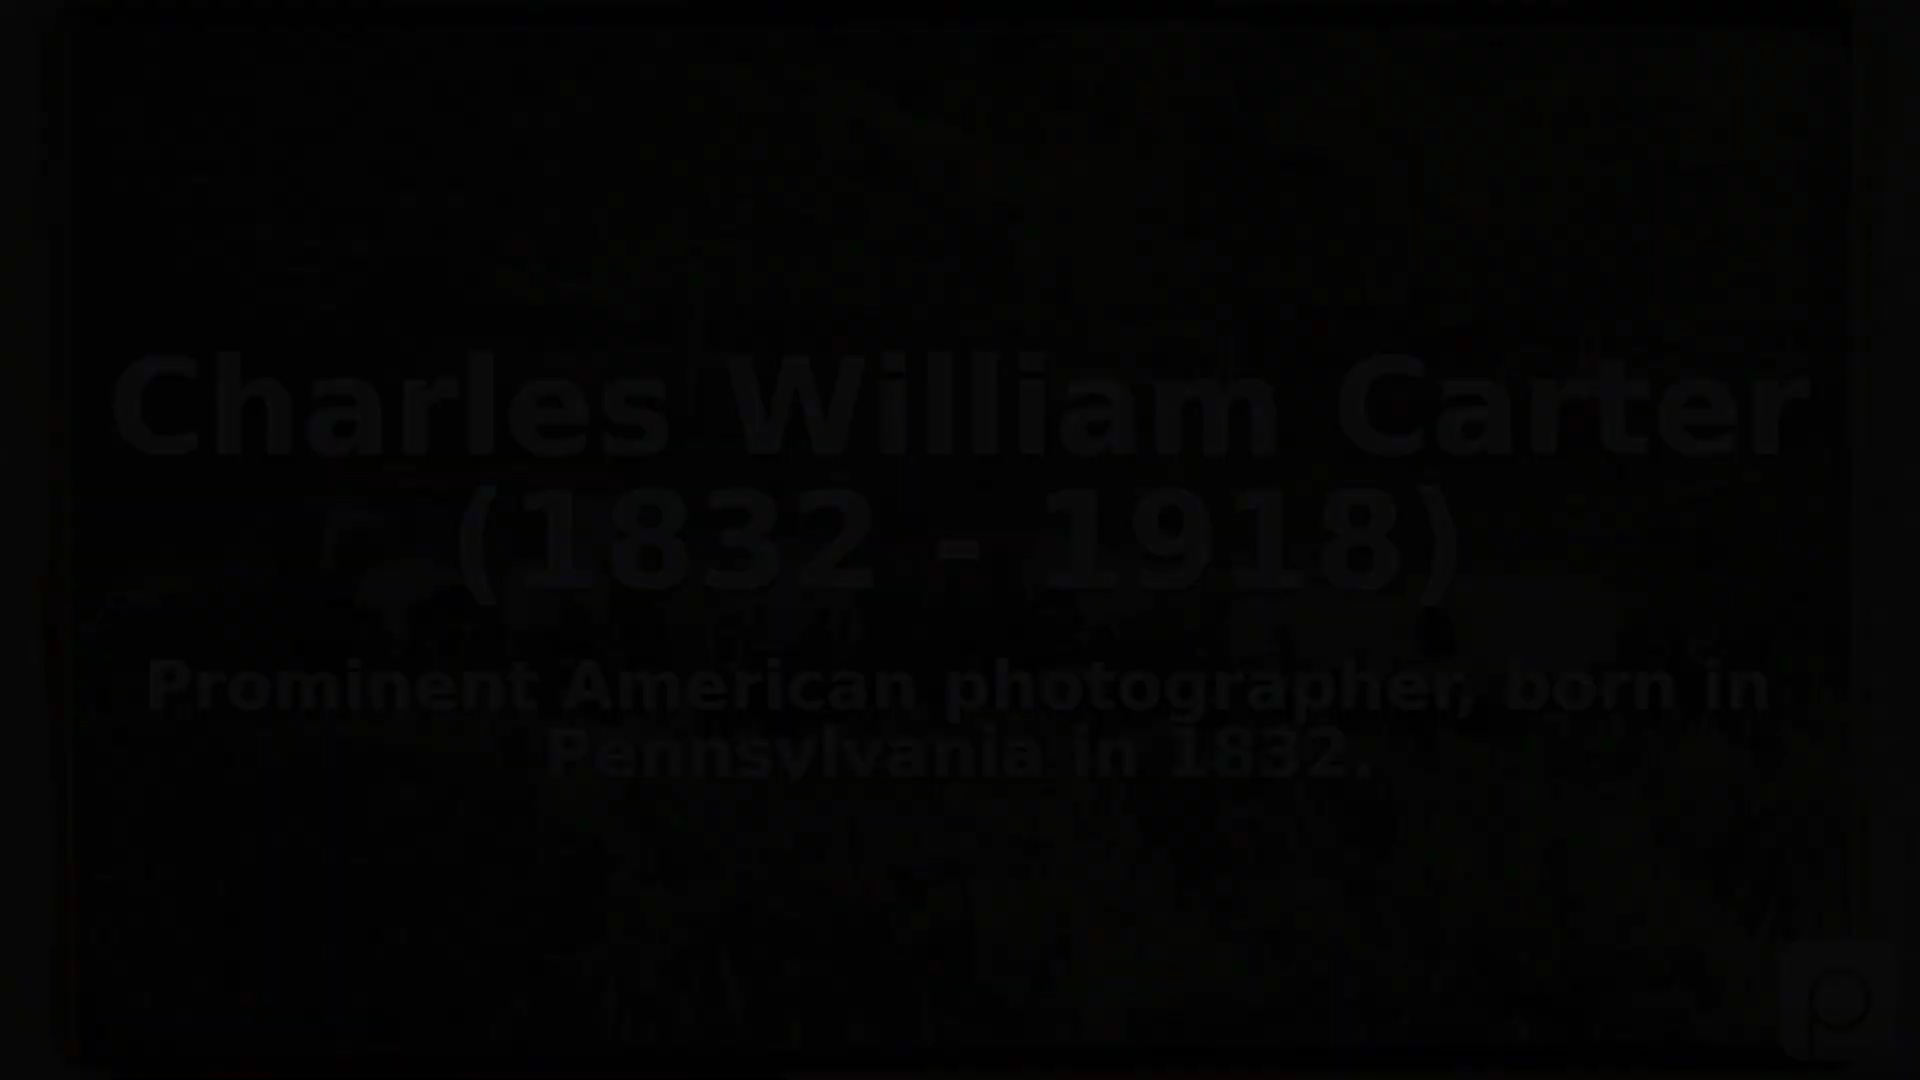 Charles William Carter
(1832 - 1918)
Prominent American photographer, born in
Pennsylvania in 1832.